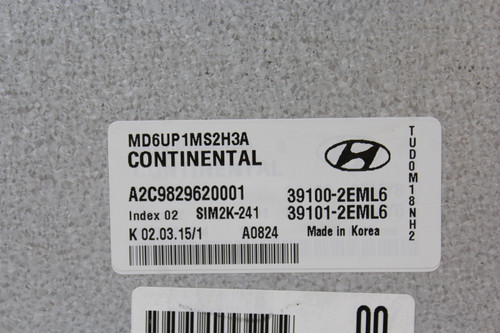 MD6UP1MS2H3A
CONTINENTAL
A2C9829620001
39100-2EML6
Index 02 SIM2K-241
39101-2EML6
K 02.03.15/1 A0824
Made in Korea
TUDOM18NH2
00